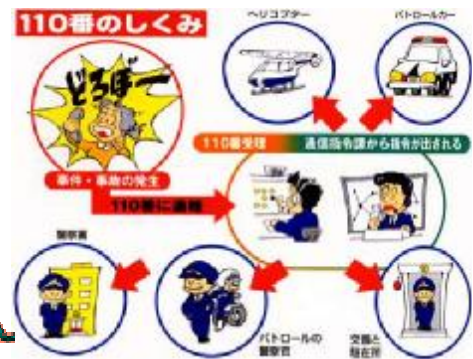 110番のしくみ
ヘリコプター
パトロールカー
どろぼー
110番受理
通信指令課から指令が出される
事件・事故の発生
110番に通報
警察署
パトロールの
警察官
交番と
駐在所